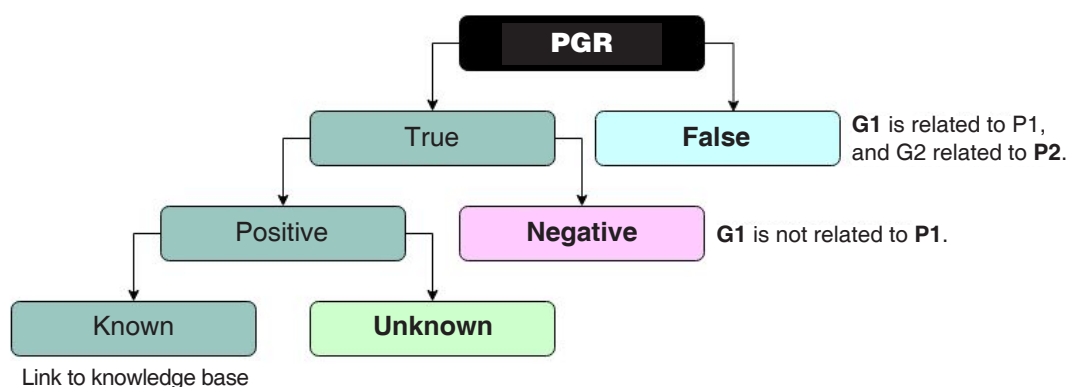 PGR
True
False
G1 is related to P1,
and G2 related to P2.
Positive
Negative
G1 is not related to P1.
Known
Unknown
Link to knowledge base